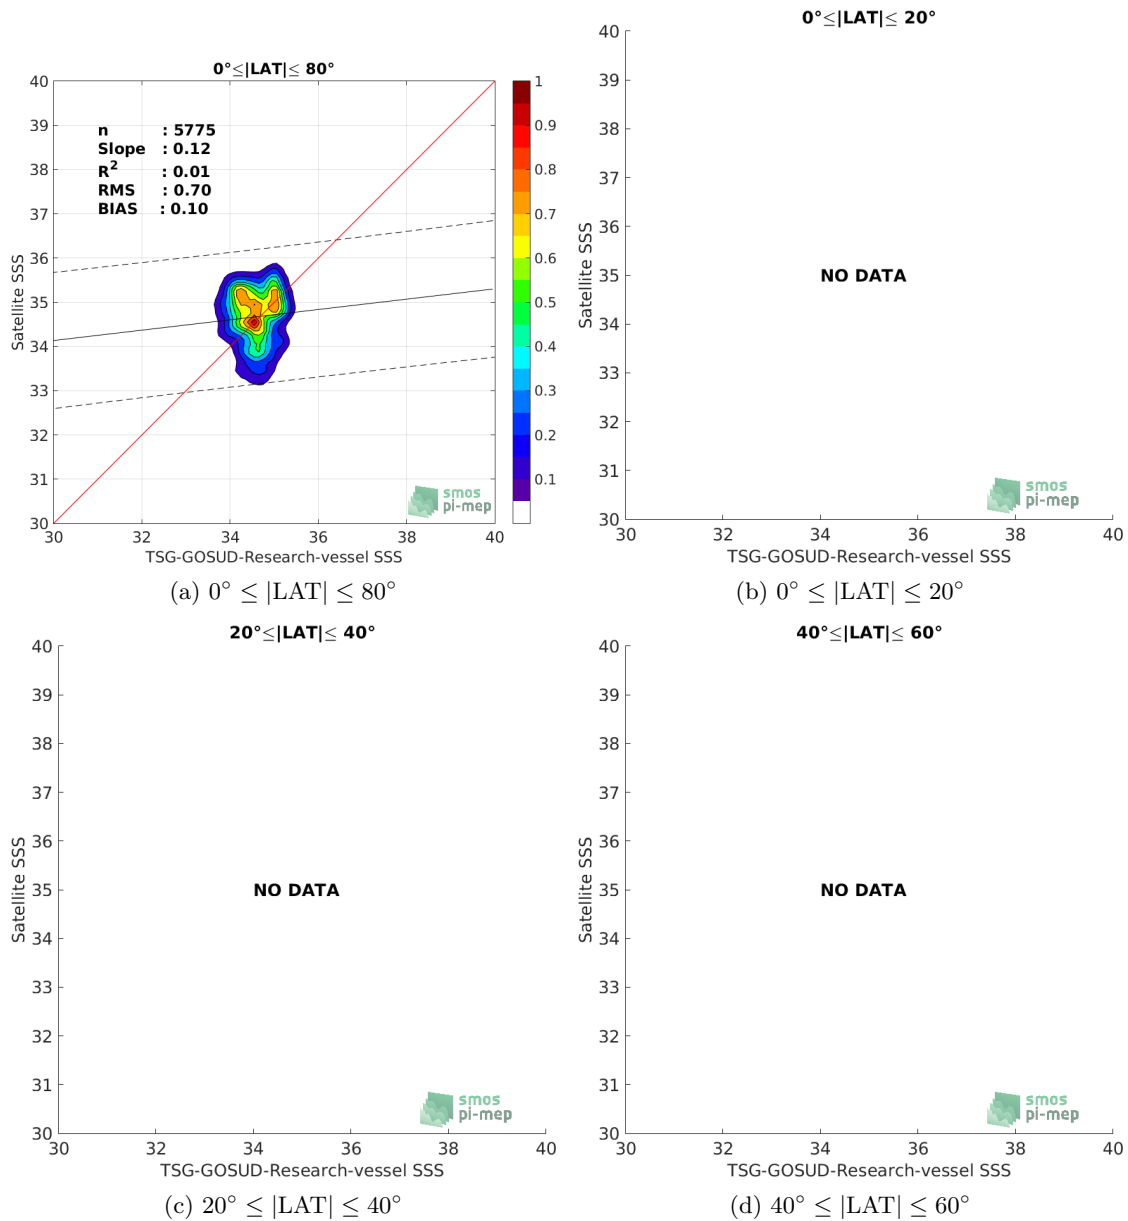 0°≤|LAT|≤ 80°
40
39
38
37
36
35
34
33
32
31
30
Satellite SSS
n : 5775
Slope : 0.12
R² : 0.01
RMS : 0.70
BIAS : 0.10
1
0.9
0.8
0.7
0.6
0.5
0.4
0.3
0.2
0.1
smos
pi-mep
30 32 34 36 38 40
TSG-GOSUD-Research-vessel SSS
(a) 0° ≤ |LAT| ≤ 80°
0°≤|LAT|≤ 20°
40
39
38
37
36
35
34
33
32
31
30
Satellite SSS
NO DATA
smos
pi-mep
30 32 34 36 38 40
TSG-GOSUD-Research-vessel SSS
(b) 0° ≤ |LAT| ≤ 20°
20°≤|LAT|≤ 40°
40
39
38
37
36
35
34
33
32
31
30
Satellite SSS
NO DATA
smos
pi-mep
30 32 34 36 38 40
TSG-GOSUD-Research-vessel SSS
(c) 20° ≤ |LAT| ≤ 40°
40°≤|LAT|≤ 60°
40
39
38
37
36
35
34
33
32
31
30
Satellite SSS
NO DATA
smos
pi-mep
30 32 34 36 38 40
TSG-GOSUD-Research-vessel SSS
(d) 40° ≤ |LAT| ≤ 60°